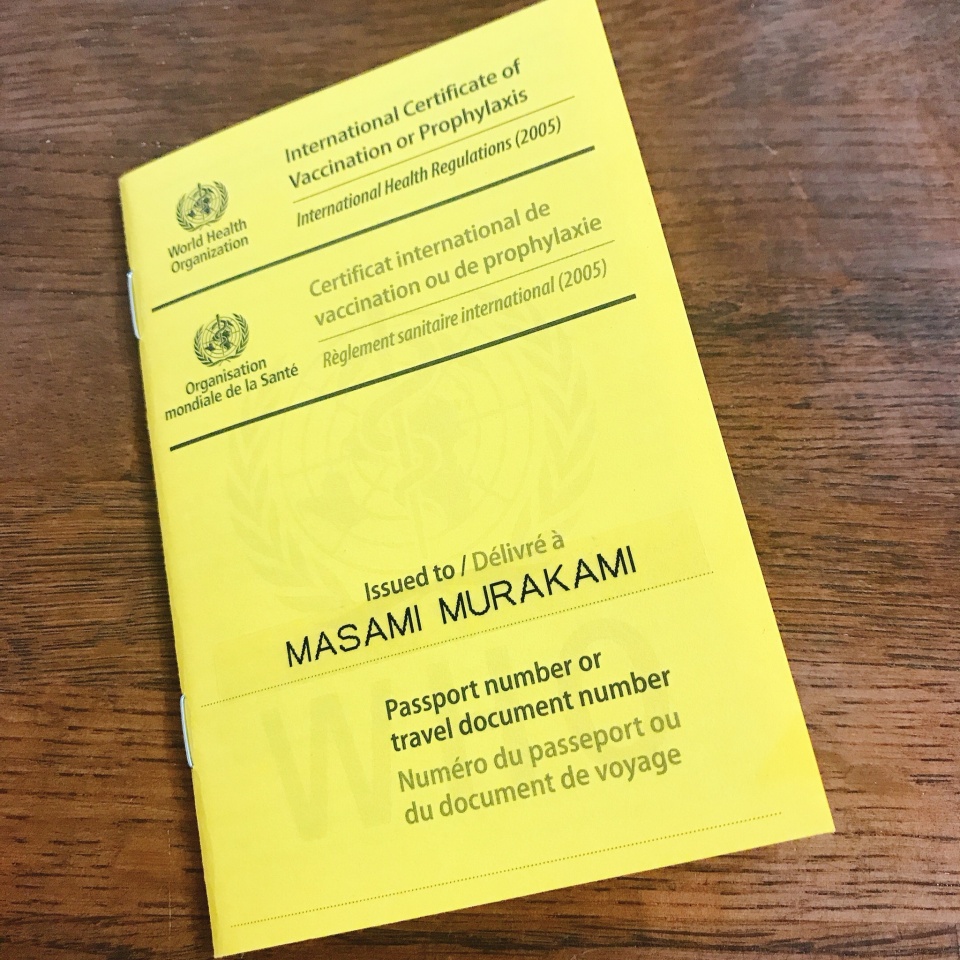 International Certificate of
Vaccination or Prophylaxis
International Health Regulations (2005)
World Health
Organization
Certificat international de
vaccination ou de prophylaxie
Règlement sanitaire international (2005)
Organisation
mondiale de la Santé
Issued to / Délivré à
MASAMI MURAKAMI
Passport number or
travel document number
Numéro du passeport ou
du document de voyage
WHO